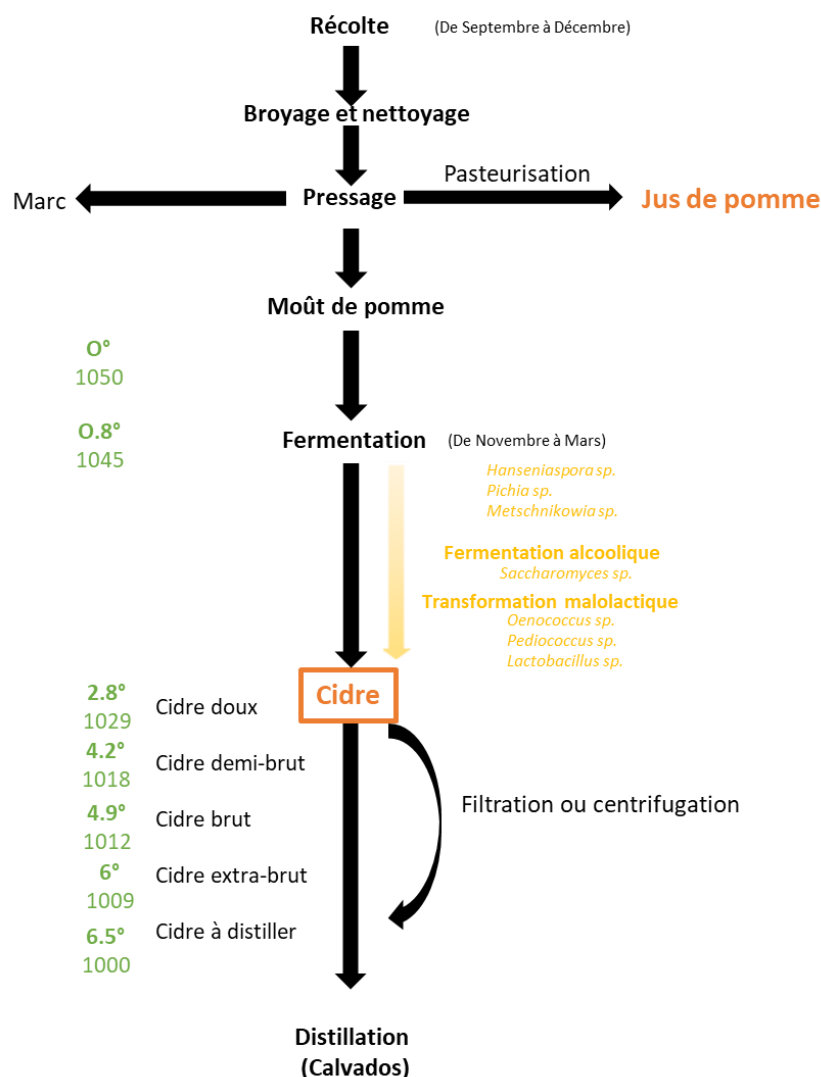 Récolte (De Septembre à Décembre)
Broyage et nettoyage
Pasteurisation
Marc Pressage Jus de pomme
Moût de pomme
O°
1050
O.8°
1045
Fermentation (De Novembre à Mars)
Hanseniaspora sp.
Pichia sp.
Metschnikowia sp.
Fermentation alcoolique
Saccharomyces sp.
Transformation malolactique
Oenococcus sp.
Pediococcus sp.
Lactobacillus sp.
Cidre
2.8°
1029
Cidre doux
4.2°
1018
Cidre demi-brut
4.9°
1012
Cidre brut
Filtration ou centrifugation
6°
1009
Cidre extra-brut
6.5°
1000
Cidre à distiller
Distillation
(Calvados)